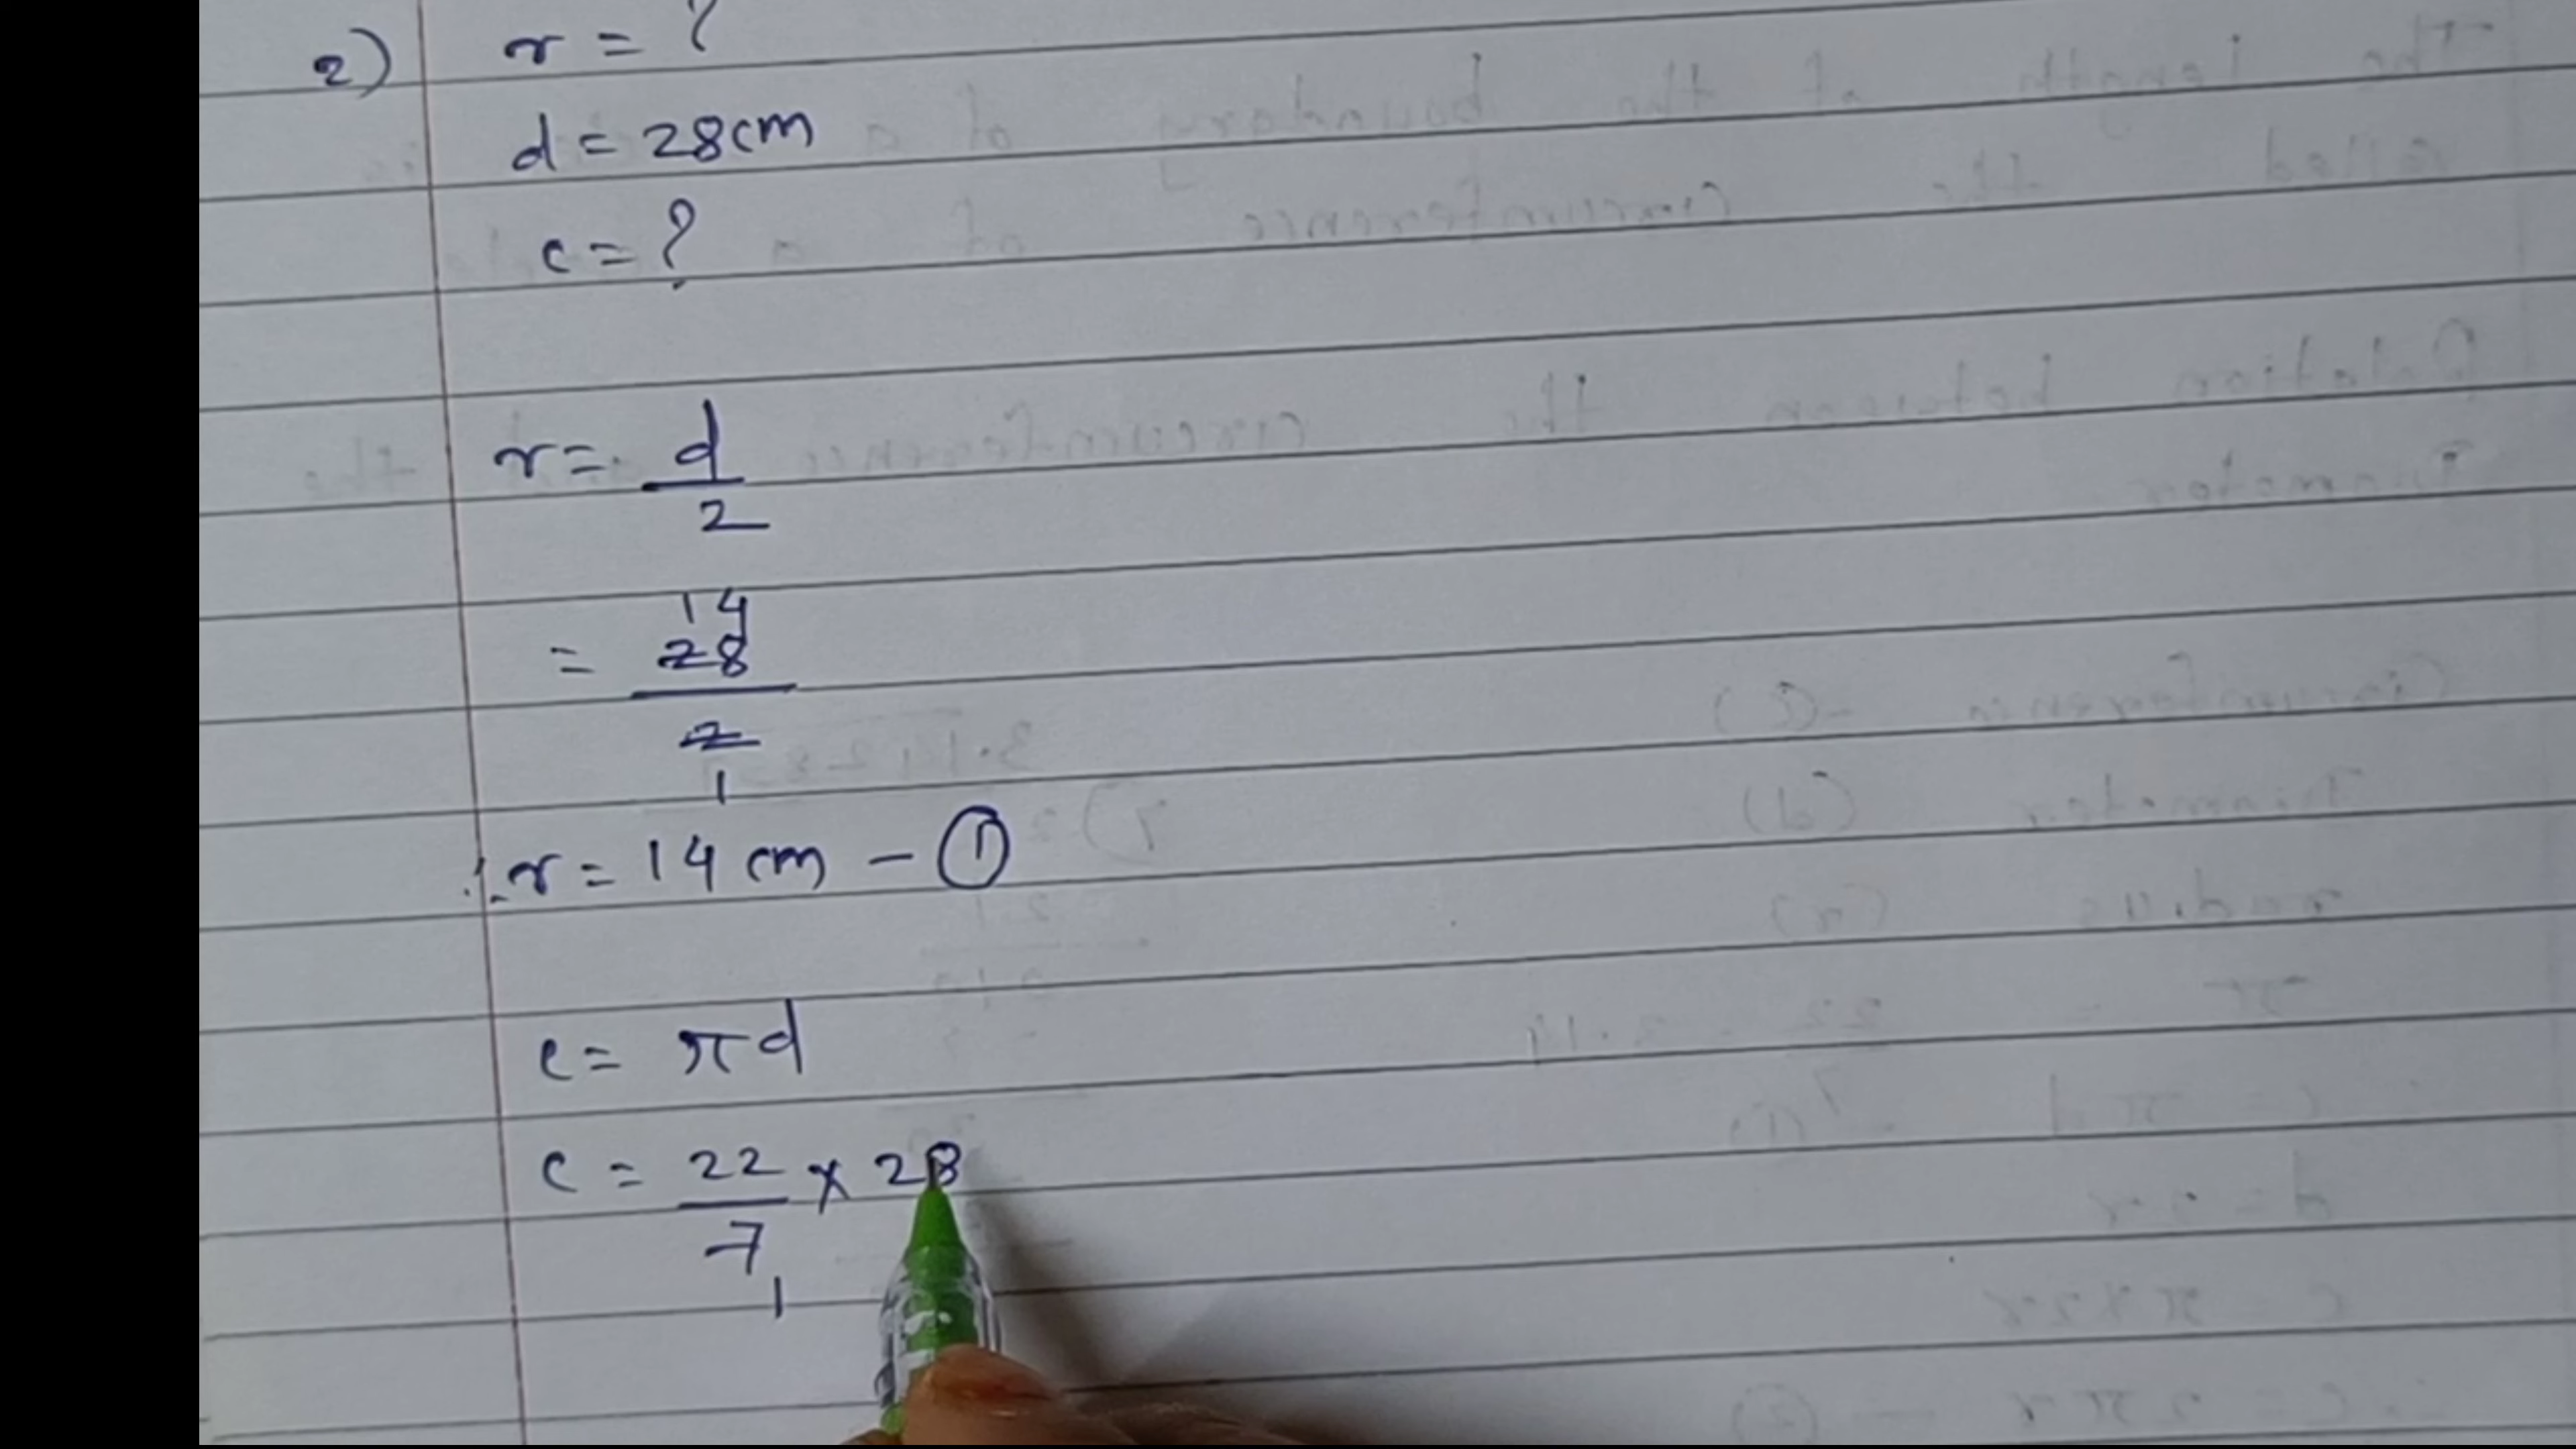 2) r = ?
d = 28cm
c = ?
r = d
2
14
= 28
2
1
∴ r = 14 cm - ①
c = πd
c = 22 × 28
7
1